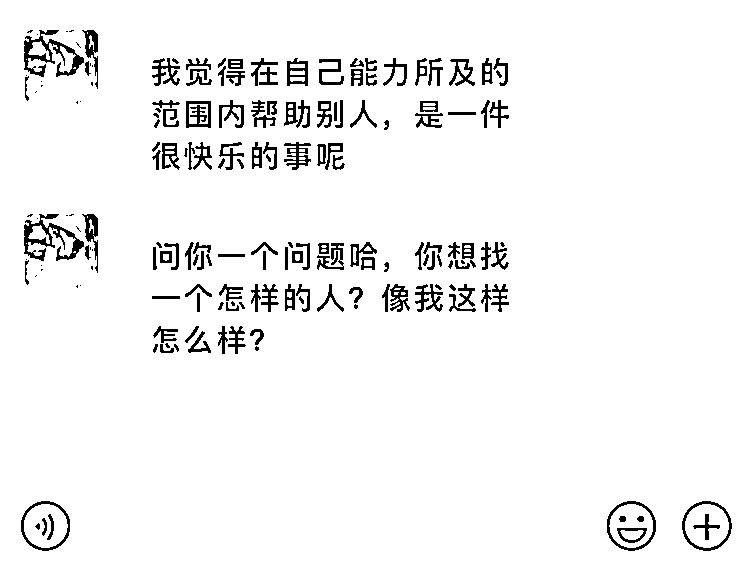 我觉得在自己能力所及的
范围内帮助别人，是一件
很快乐的事呢
问你一个问题哈，你想找
一个怎样的人？像我这样
怎么样？